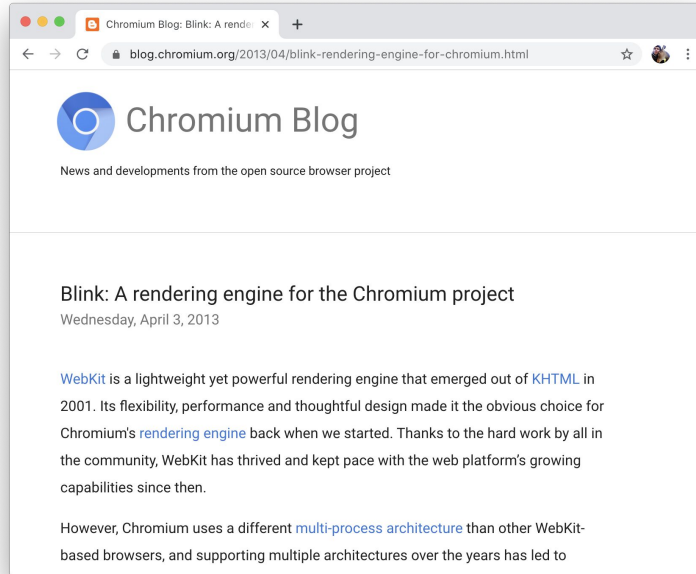 Chromium Blog: Blink: A render
blog.chromium.org/2013/04/blink-rendering-engine-for-chromium.html
Chromium Blog
News and developments from the open source browser project
Blink: A rendering engine for the Chromium project
Wednesday, April 3, 2013
WebKit is a lightweight yet powerful rendering engine that emerged out of KHTML in
2001. Its flexibility, performance and thoughtful design made it the obvious choice for
Chromium's rendering engine back when we started. Thanks to the hard work by all in
the community, WebKit has thrived and kept pace with the web platform’s growing
capabilities since then.
However, Chromium uses a different multi-process architecture than other WebKit-
based browsers, and supporting multiple architectures over the years has led to